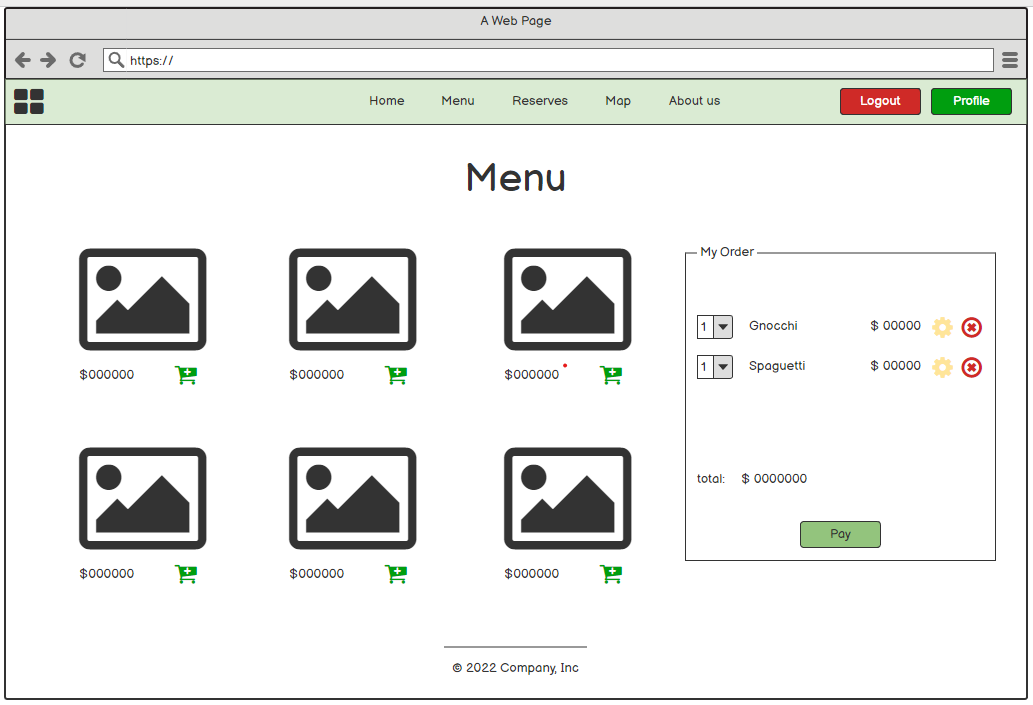 A Web Page
https://
Home Menu Reserves Map About us Logout Profile
Menu
My Order
1 Gnocchi $ 00000
1 Spaguetti $ 00000
$000000 $000000 $000000
total: $ 0000000
Pay
$000000 $000000 $000000
© 2022 Company, Inc